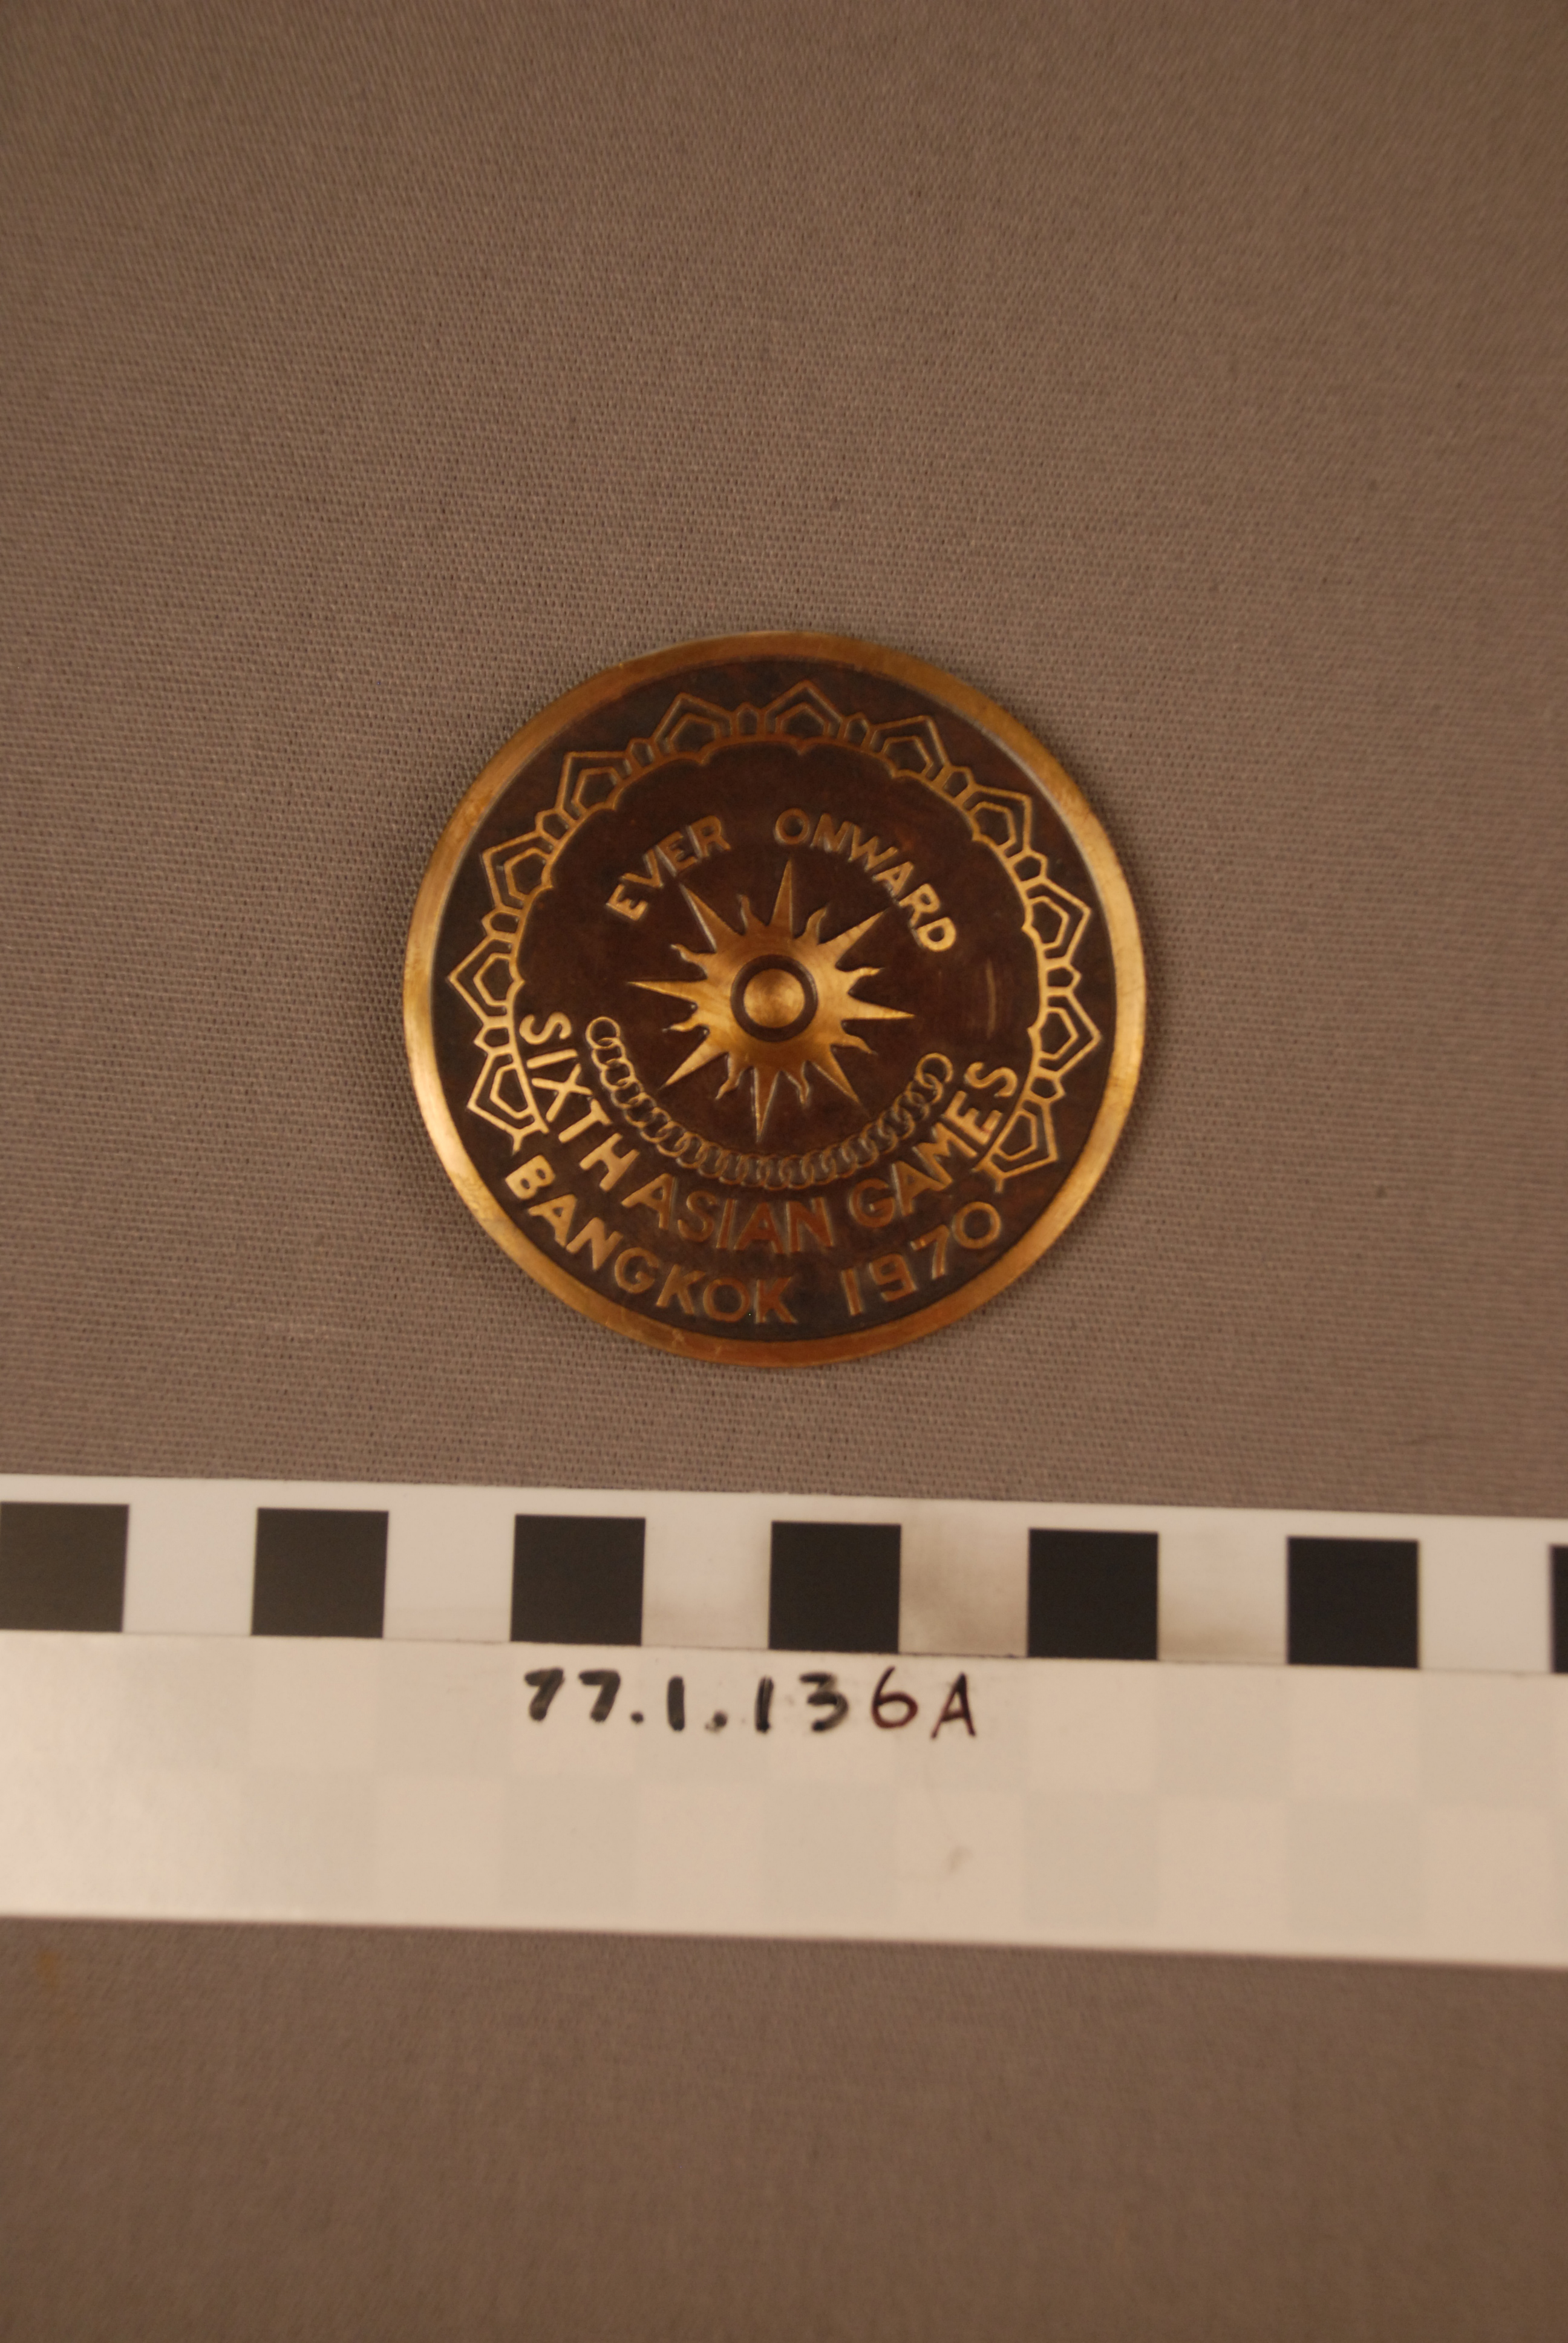 EVER ONWARD
SIXTH ASIAN GAMES
BANGKOK 1970
77.1.136A